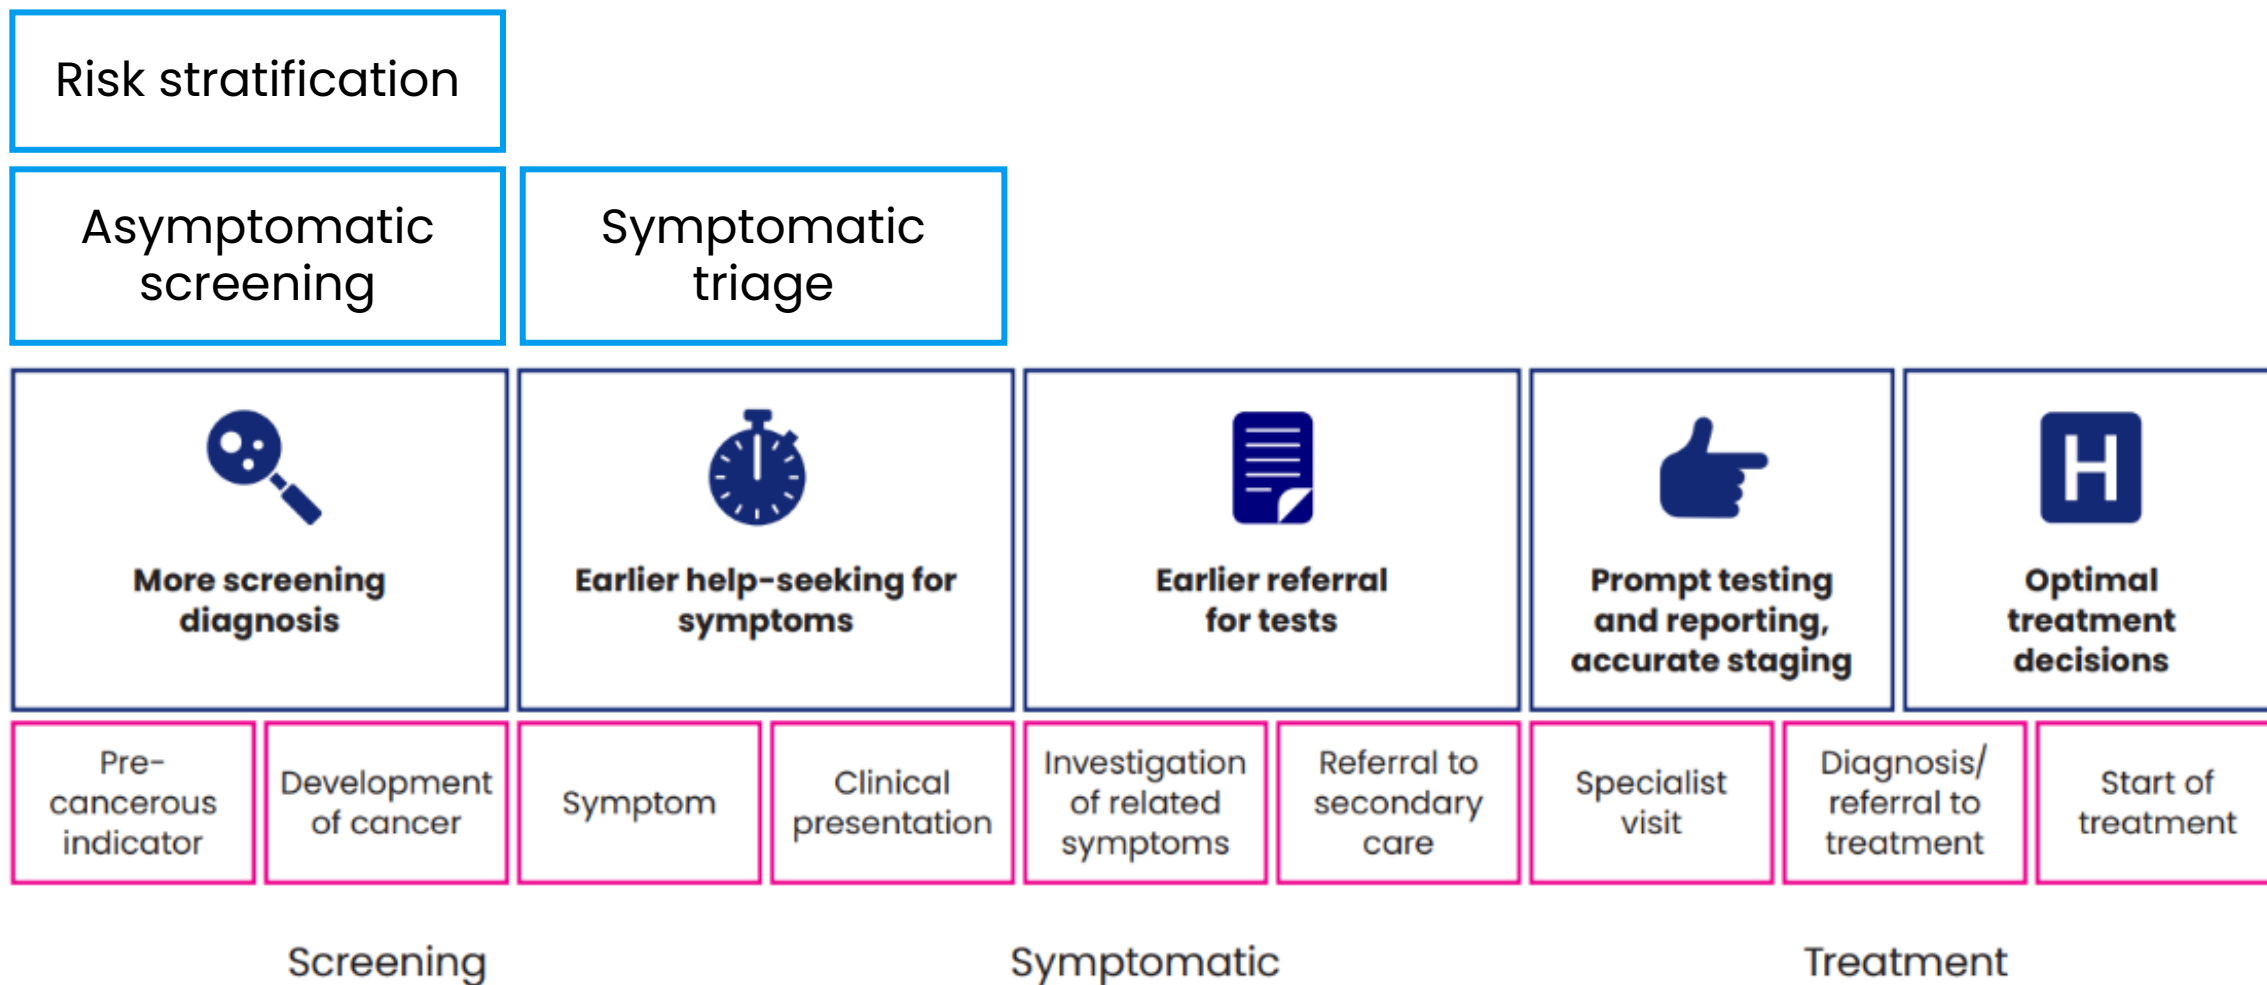 Risk stratification
Asymptomatic
screening
Symptomatic
triage
More screening
diagnosis
Earlier help-seeking for
symptoms
Earlier referral
for tests
Prompt testing
and reporting,
accurate staging
H
Optimal
treatment
decisions
Pre-
cancerous
indicator
Development
of cancer
Symptom
Clinical
presentation
Investigation
of related
symptoms
Referral to
secondary
care
Specialist
visit
Diagnosis/
referral to
treatment
Start of
treatment
Screening
Symptomatic
Treatment